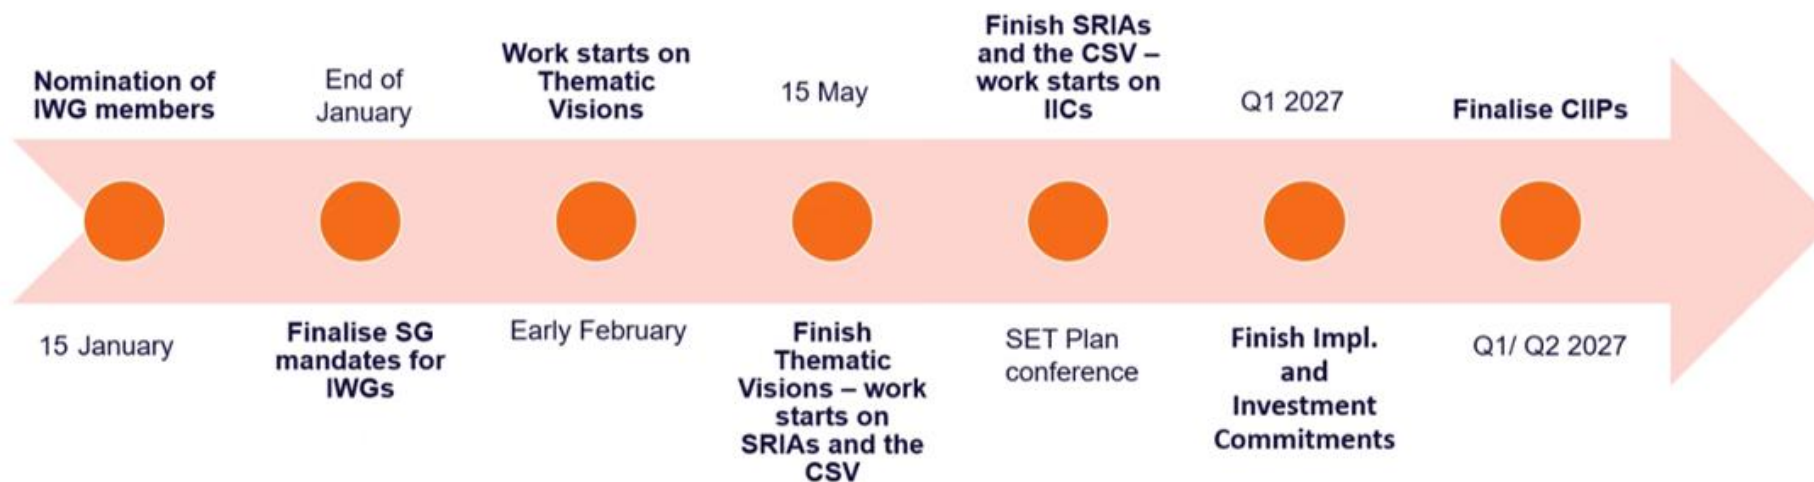 Nomination of
IWG members
15 January
End of
January
Finalise SG
mandates for
IWGs
Work starts on
Thematic
Visions
Early February
15 May
Finish
Thematic
Visions – work
starts on
SRIAs and the
CSV
Finish SRIAs
and the CSV –
work starts on
IICs
SET Plan
conference
Q1 2027
Finish Impl.
and
Investment
Commitments
Finalise CIIPs
Q1/ Q2 2027